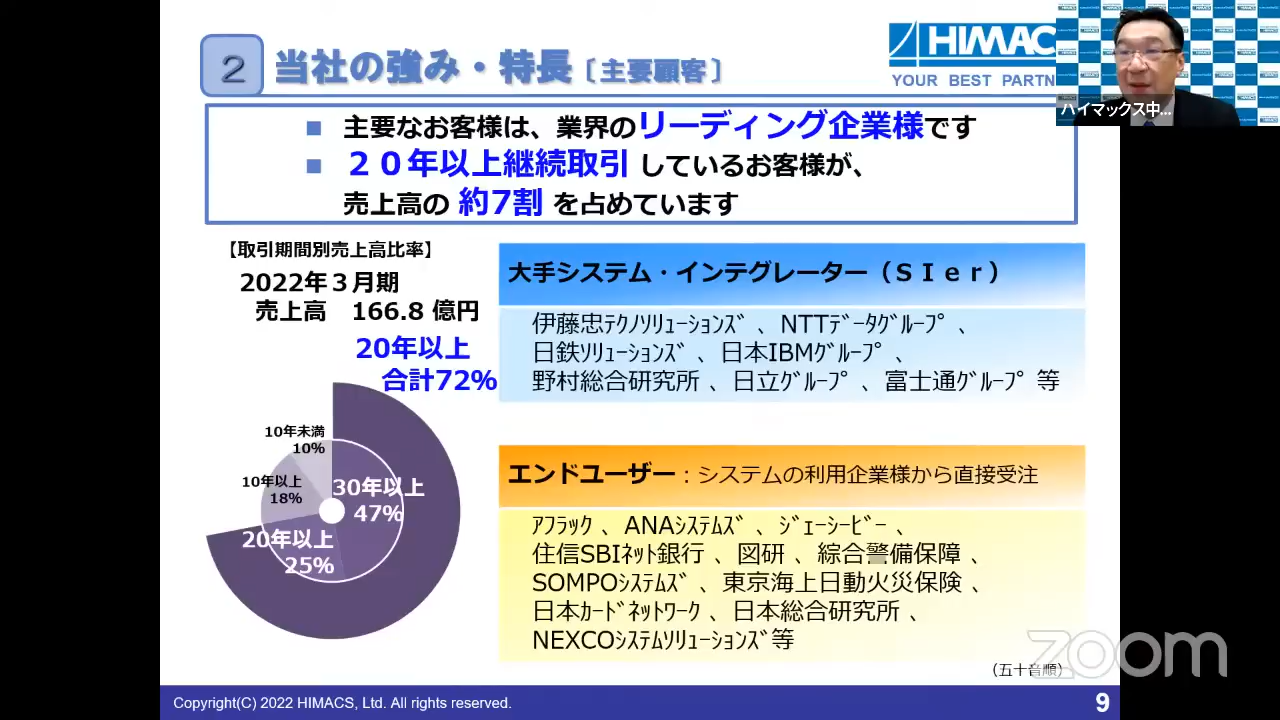 2
当社の強み・特長［主要顧客］
HIMACS
YOUR BEST PARTN
ハイマックス中...
■ 主要なお客様は、業界のリーディング企業様です
■ ２０年以上継続取引 しているお客様が、
売上高の 約7割 を占めています
【取引期間別売上高比率】
2022年３月期
売上高 166.8 億円
20年以上
合計72%
10年未満
10%
10年以上
18%
30年以上
47%
20年以上
25%
大手システム・インテグレーター（ＳＩｅｒ）
伊藤忠ﾃｸﾉｿﾘｭｰｼｮﾝｽﾞ 、NTTﾃﾞｰﾀｸﾞﾙｰﾌﾟ 、
日鉄ｿﾘｭｰｼｮﾝｽﾞ 、日本IBMｸﾞﾙｰﾌﾟ 、
野村総合研究所 、日立ｸﾞﾙｰﾌﾟ 、富士通ｸﾞﾙｰﾌﾟ 等
エンドユーザー：システムの利用企業様から直接受注
ｱﾌﾗｯｸ 、ANAｼｽﾃﾑｽﾞ 、ｼﾞｪｰｼｰﾋﾞｰ 、
住信SBIﾈｯﾄ銀行 、図研 、綜合警備保障 、
SOMPOｼｽﾃﾑｽﾞ 、東京海上日動火災保険 、
日本ｶｰﾄﾞﾈｯﾄﾜｰｸ 、日本総合研究所 、
NEXCOｼｽﾃﾑｿﾘｭｰｼｮﾝｽﾞ等
（五十音順）
zoom
Copyright(C) 2022 HIMACS, Ltd. All rights reserved.
9